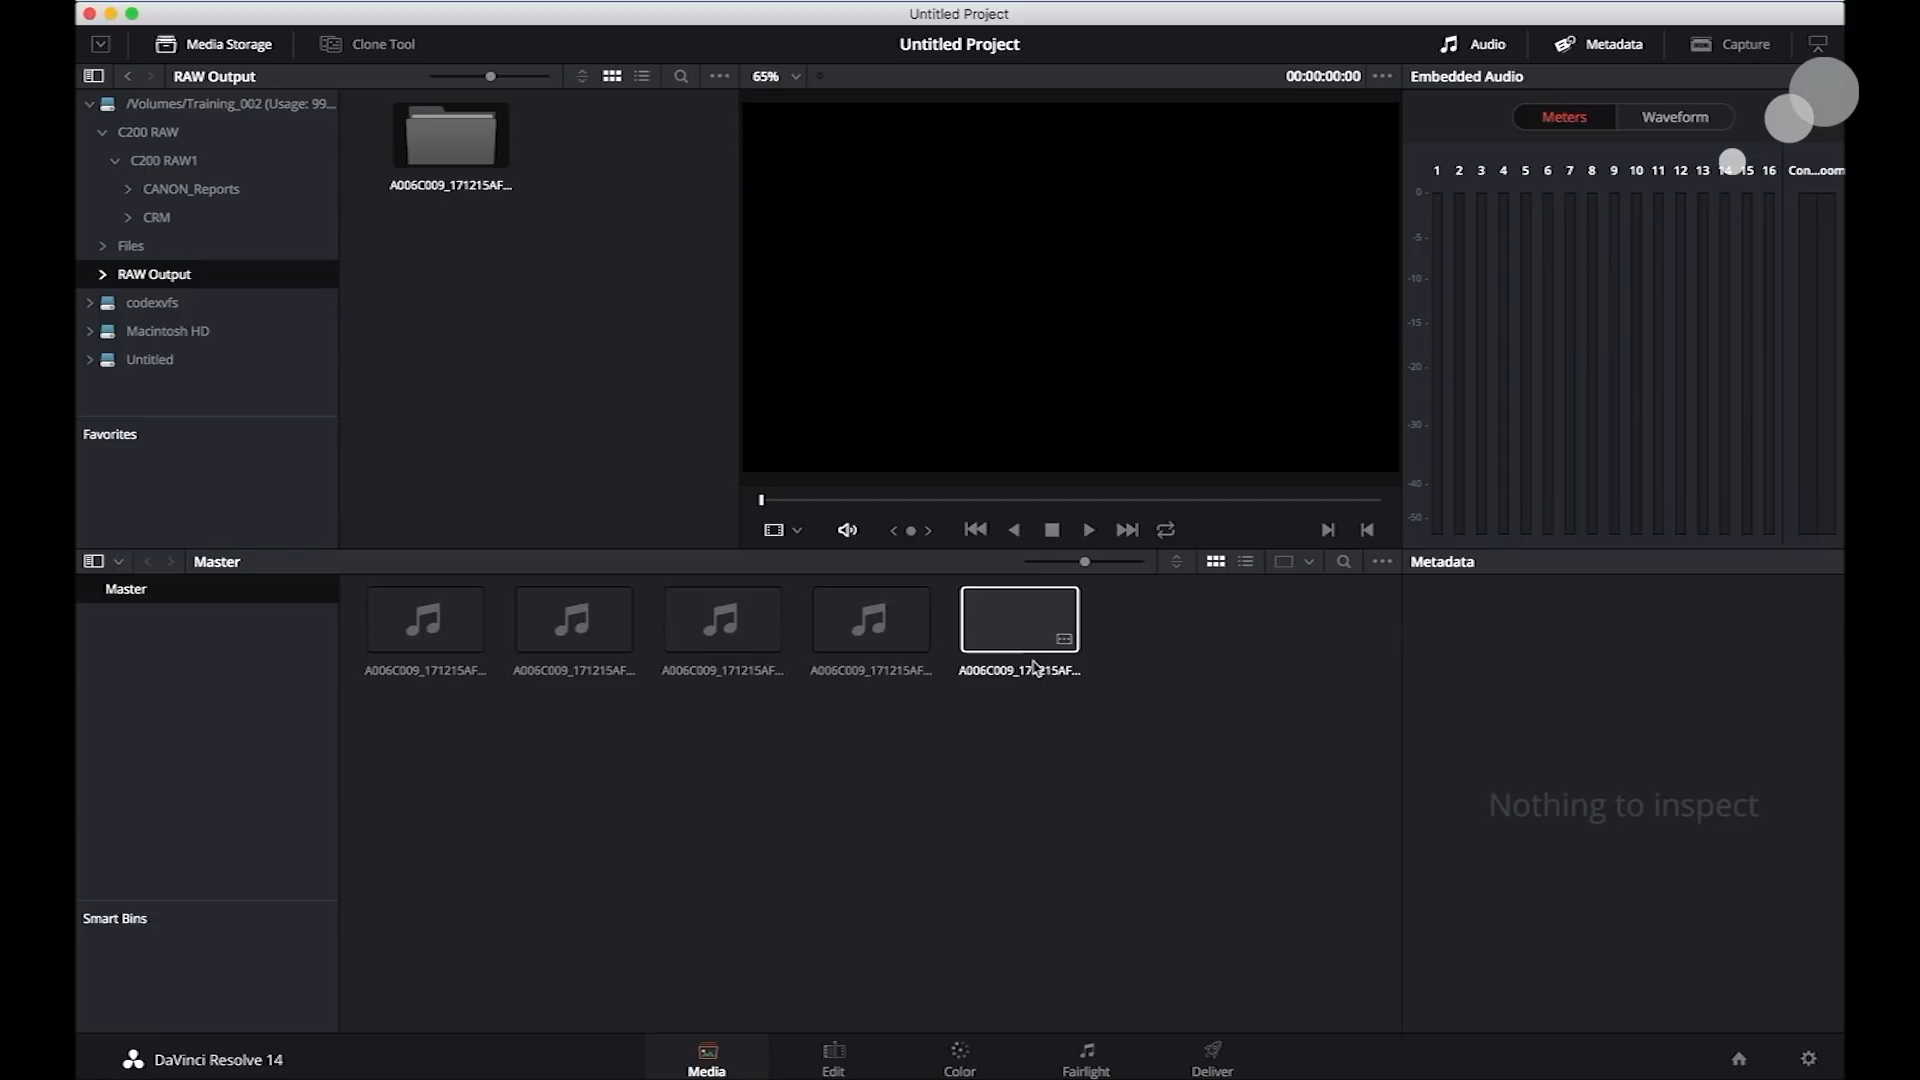 Untitled Project
Media Storage
Clone Tool
Untitled Project
Audio
Metadata
Capture
RAW Output
65%
00:00:00:00
Embedded Audio
/Volumes/Training_002 (Usage: 99...
C200 RAW
C200 RAW1
CANON_Reports
CRM
Files
RAW Output
codexvfs
Macintosh HD
Untitled
Favorites
A006C009_171215AF...
Meters
Waveform
1 2 3 4 5 6 7 8 9 10 11 12 13 14 15 16 Con...oom
0 -
-5 -
-10 -
-15 -
-20 -
-30 -
-40 -
-50 -
Master
Metadata
Master
A006C009_171215AF...
A006C009_171215AF...
A006C009_171215AF...
A006C009_171215AF...
A006C009_171215AF...
Nothing to inspect
Smart Bins
DaVinci Resolve 14
Media
Edit
Color
Fairlight
Deliver